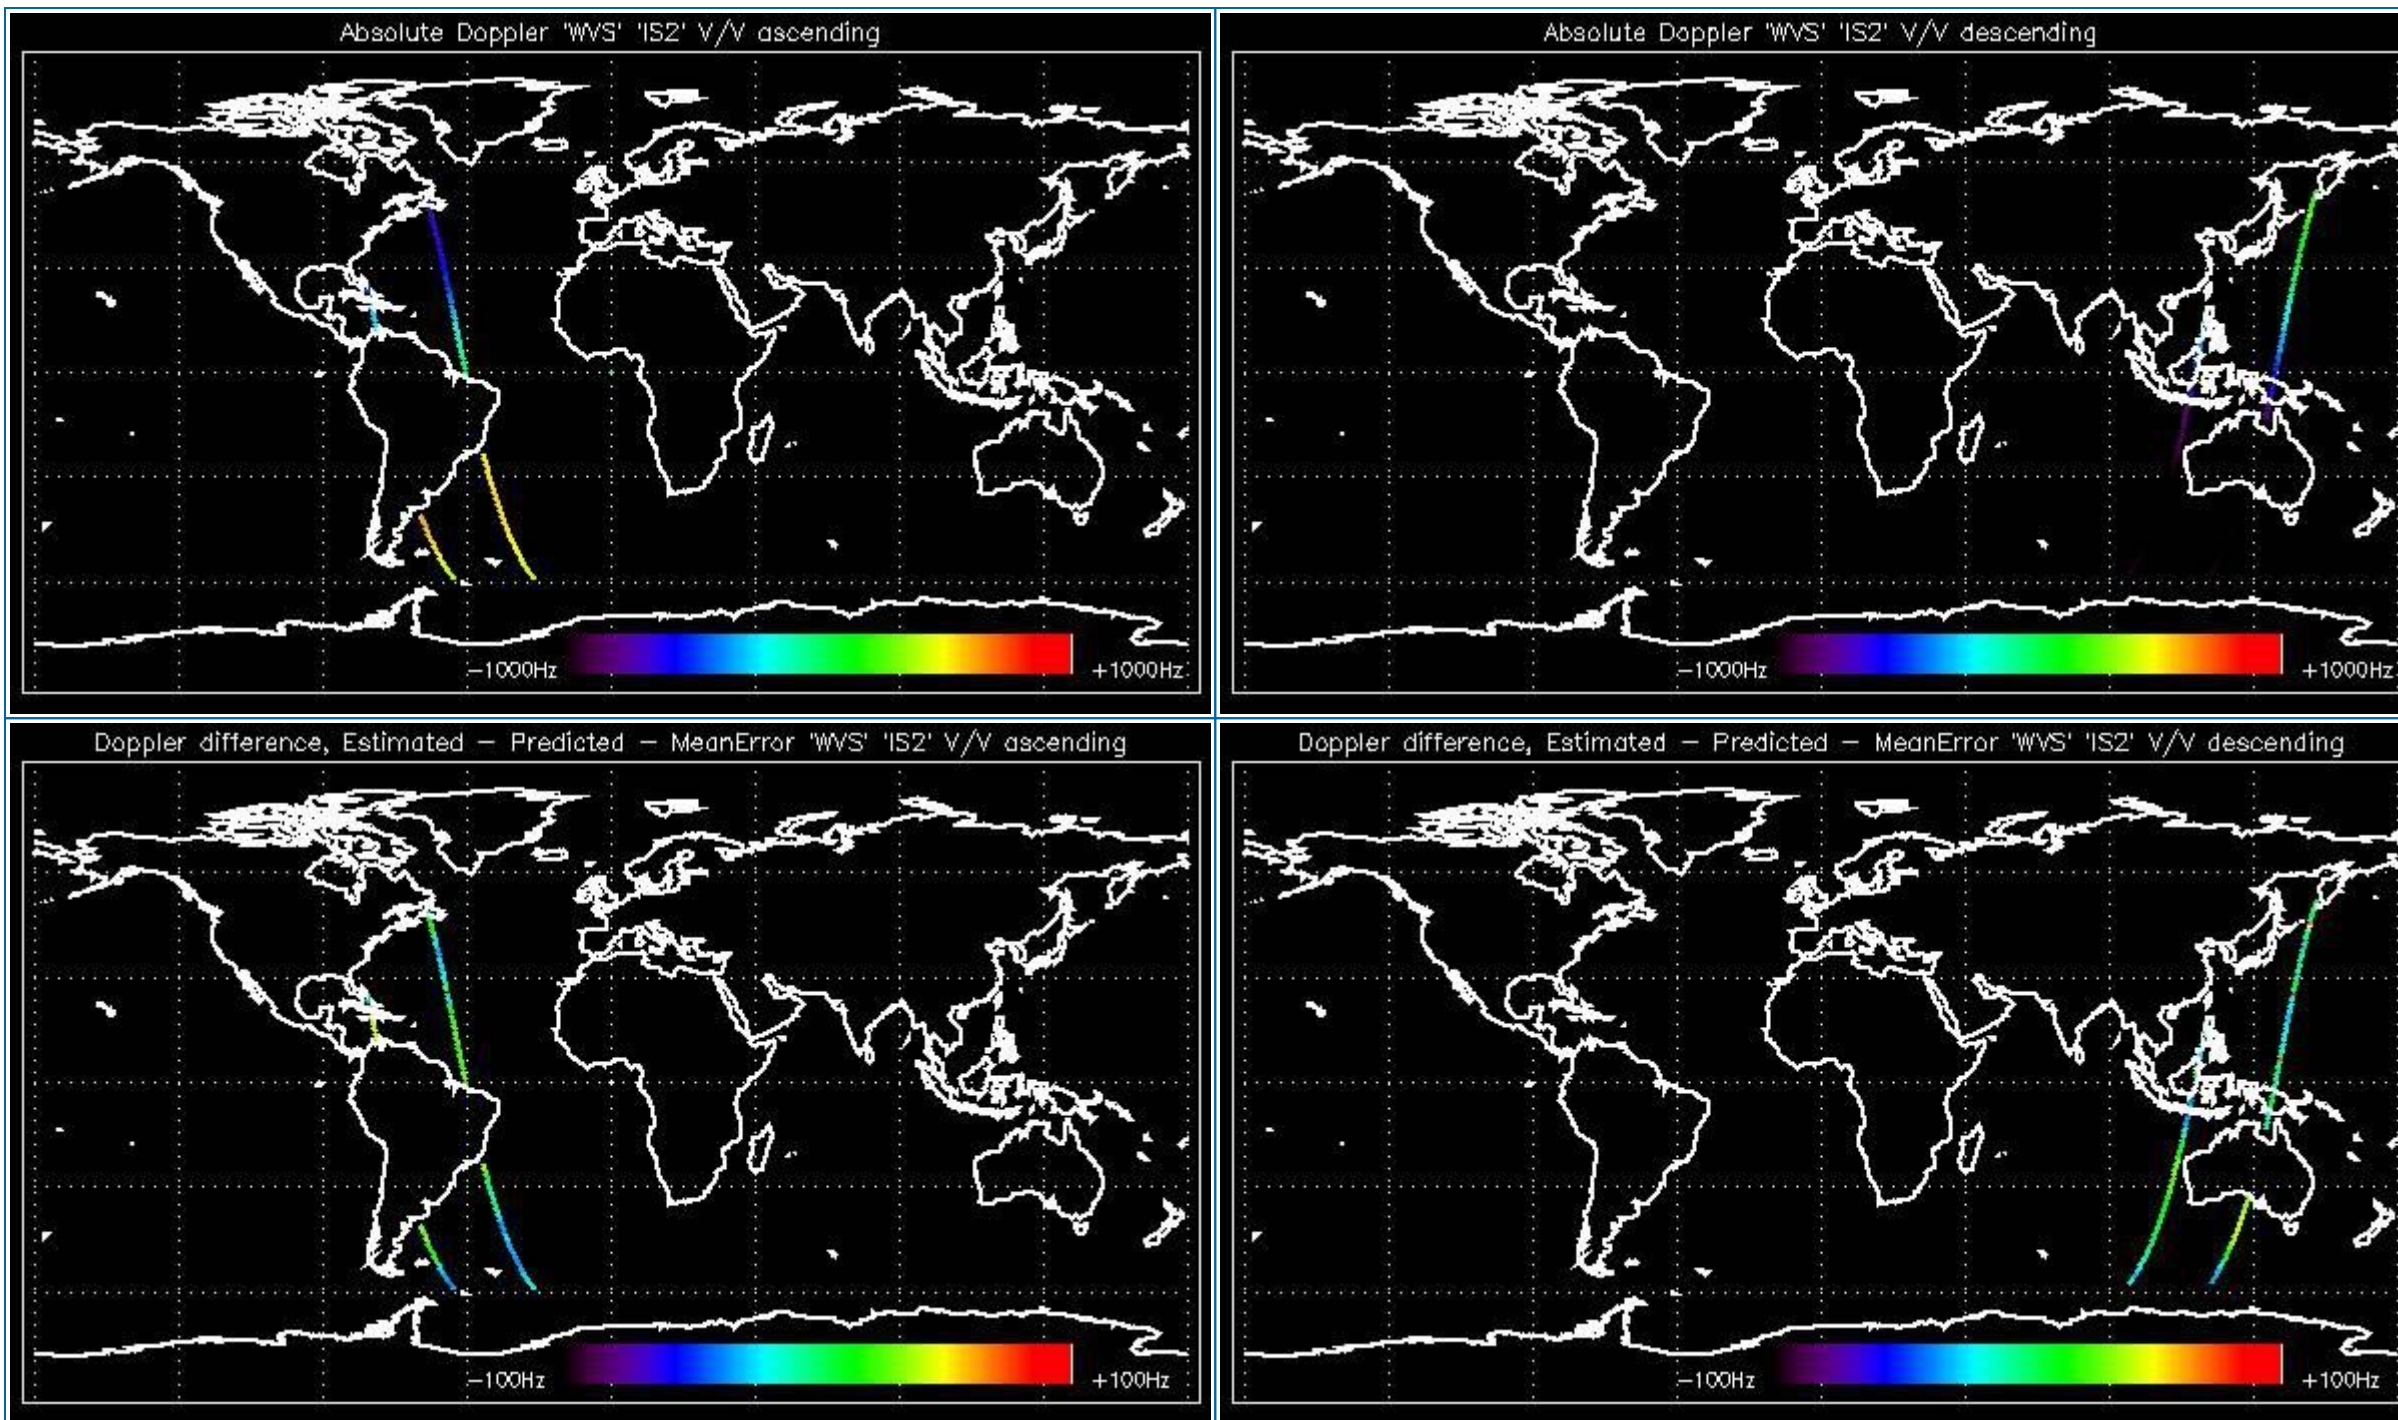 Absolute Doppler 'WVS' 'IS2' V/V ascending
-1000Hz +1000Hz
Absolute Doppler 'WVS' 'IS2' V/V descending
-1000Hz +1000Hz
Doppler difference, Estimated - Predicted - MeanError 'WVS' 'IS2' V/V ascending
-100Hz +100Hz
Doppler difference, Estimated - Predicted - MeanError 'WVS' 'IS2' V/V descending
-100Hz +100Hz